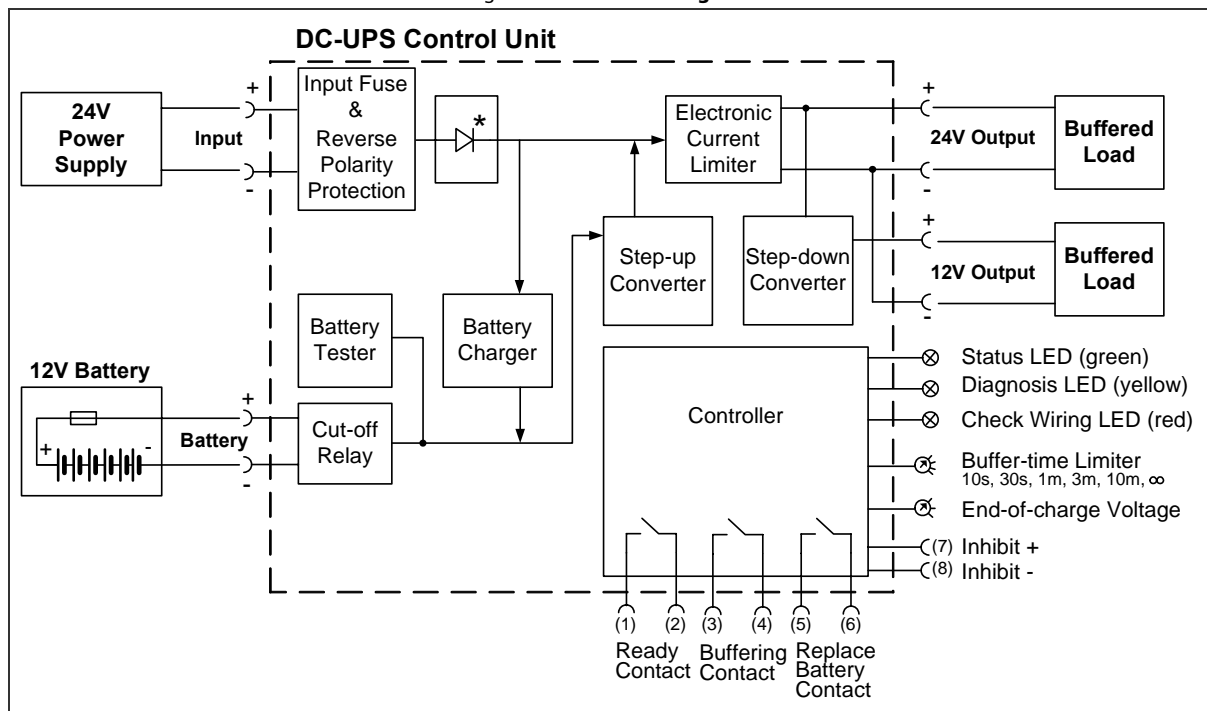 DC-UPS Control Unit
24V
Power
Supply
+
Input
-
Input Fuse
&
Reverse
Polarity
Protection
*
Electronic
Current
Limiter
+
24V Output
-
Buffered
Load
Step-up
Converter
Step-down
Converter
+
12V Output
-
Buffered
Load
Battery
Tester
Battery
Charger
12V Battery
+ -
+
Battery
-
Cut-off
Relay
Controller
Status LED (green)
Diagnosis LED (yellow)
Check Wiring LED (red)
Buffer-time Limiter
10s, 30s, 1m, 3m, 10m, ∞
End-of-charge Voltage
(7) Inhibit +
(8) Inhibit -
(1) (2) (3) (4) (5) (6)
Ready
Contact
Buffering
Contact
Replace
Battery
Contact